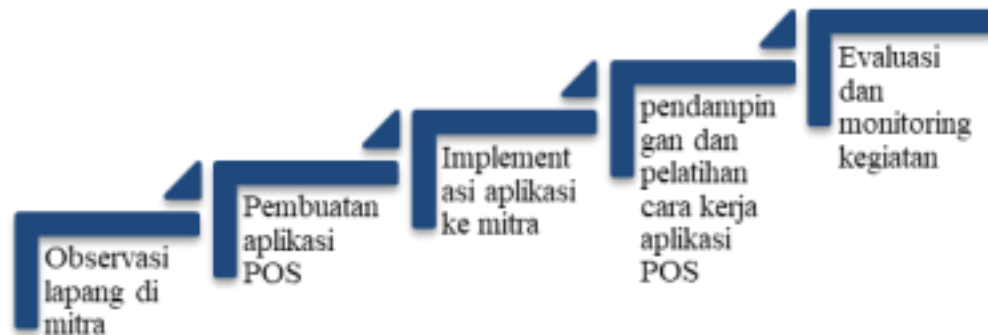 Observasi
lapang di
mitra
Pembuatan
aplikasi
POS
Implement
asi aplikasi
ke mitra
pendampin
gan dan
pelatihan
cara kerja
aplikasi
POS
Evaluasi
dan
monitoring
kegiatan